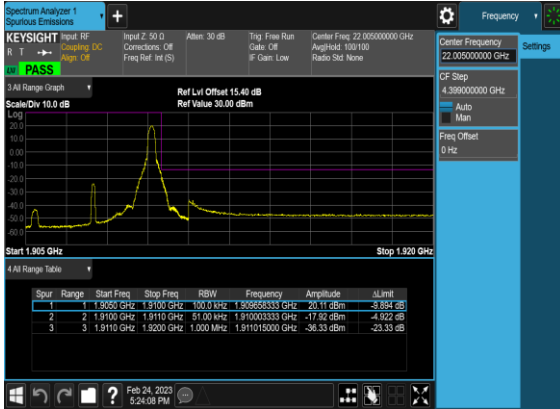 Spectrum Analyzer 1
Spurious Emissions
+
Frequency
KEYSIGHT
R T
Input: RF
Coupling: DC
Align: Off
Input Z: 50 Ω
Corrections: Off
Freq Ref: Int (S)
Atten: 30 dB
Trig: Free Run
Gate: Off
IF Gain: Low
Center Freq: 22.005000000 GHz
Avg|Hold: 100/100
Radio Std: None
PASS
Center Frequency
22.005000000 GHz
Settings
CF Step
4.399000000 GHz
Auto
Man
Freq Offset
0 Hz
3 All Range Graph
Scale/Div 10.0 dB
Ref Lvl Offset 15.40 dB
Ref Value 30.00 dBm
Log
20.0
10.0
0.00
-10.0
-20.0
-30.0
-40.0
-50.0
-60.0
Start 1.905 GHz
Stop 1.920 GHz
4 All Range Table
Spur Range Start Freq Stop Freq RBW Frequency Amplitude ΔLimit
1 1 1.9050 GHz 1.9100 GHz 100.0 kHz 1.909658333 GHz 20.11 dBm -9.894 dB
2 2 1.9100 GHz 1.9110 GHz 51.00 kHz 1.910003333 GHz -17.92 dBm -4.922 dB
3 3 1.9110 GHz 1.9200 GHz 1.000 MHz 1.911015000 GHz -36.33 dBm -23.33 dB
?
Feb 24, 2023
5:24:08 PM